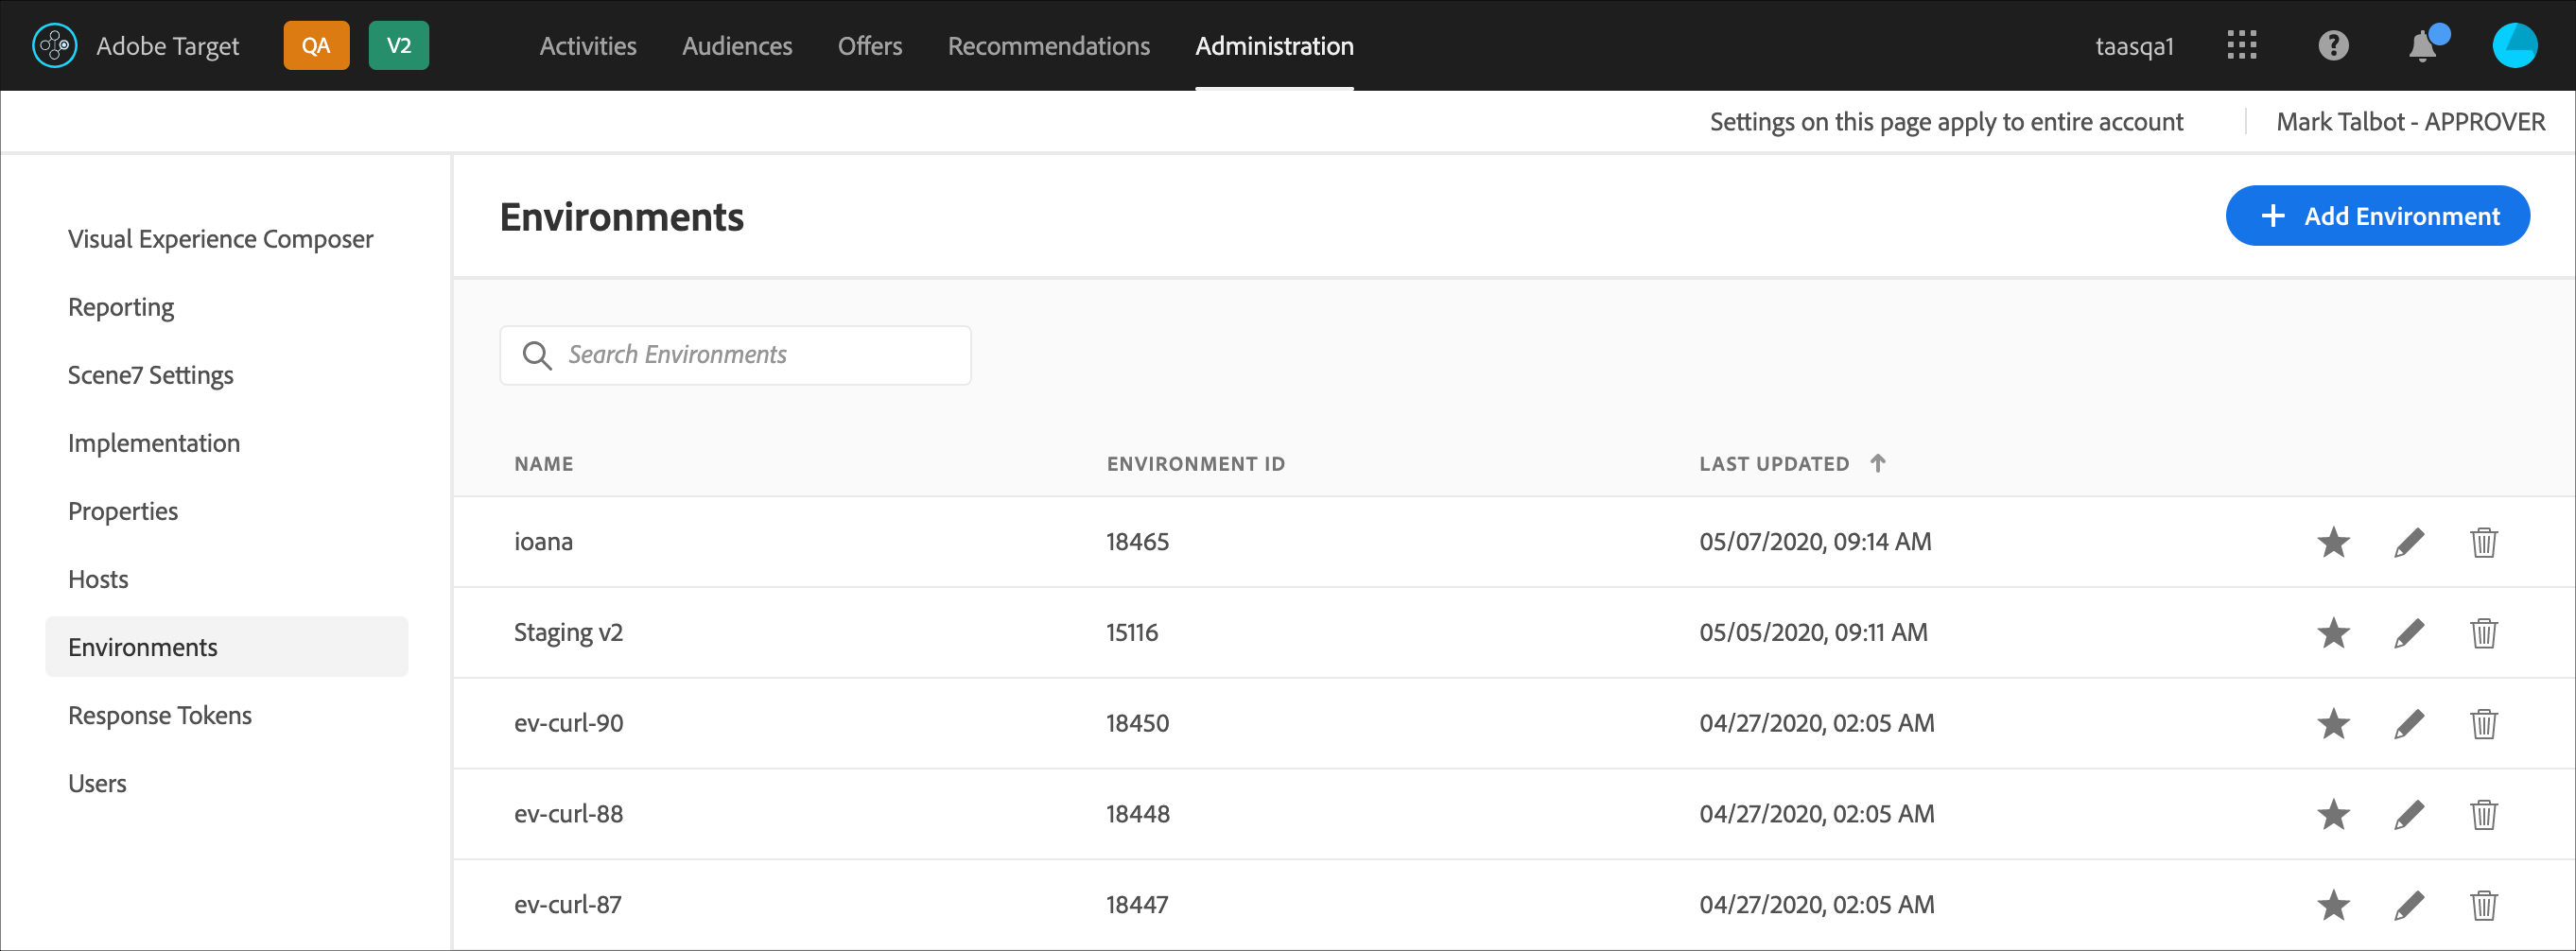 Adobe Target QA V2 Activities Audiences Offers Recommendations Administration taasqa1
Settings on this page apply to entire account Mark Talbot - APPROVER
Visual Experience Composer
Reporting
Scene7 Settings
Implementation
Properties
Hosts
Environments
Response Tokens
Users
Environments
Add Environment
Search Environments
NAME ENVIRONMENT ID LAST UPDATED
ioana 18465 05/07/2020, 09:14 AM
Staging v2 15116 05/05/2020, 09:11 AM
ev-curl-90 18450 04/27/2020, 02:05 AM
ev-curl-88 18448 04/27/2020, 02:05 AM
ev-curl-87 18447 04/27/2020, 02:05 AM